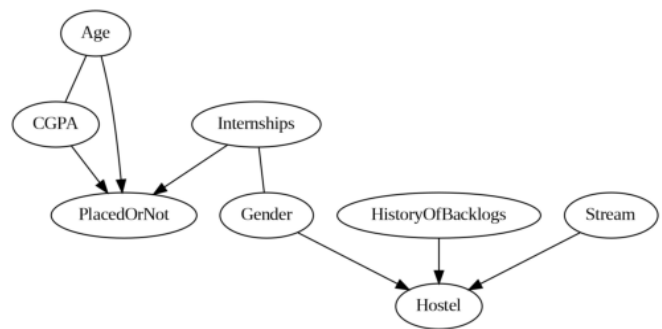 Age
CGPA
Internships
PlacedOrNot
Gender
HistoryOfBacklogs
Stream
Hostel